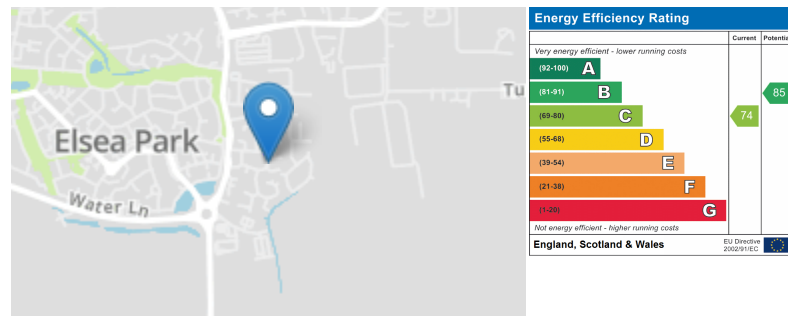 Elsea Park
Water Ln
Tu
Energy Efficiency Rating
Current
Potentia
Very energy efficient - lower running costs
(92-100) A
(81-91) B
85
(69-80) C
74
(55-68) D
(39-54) E
(21-38) F
(1-20) G
Not energy efficient - higher running costs
England, Scotland & Wales
EU Directive
2002/91/EC